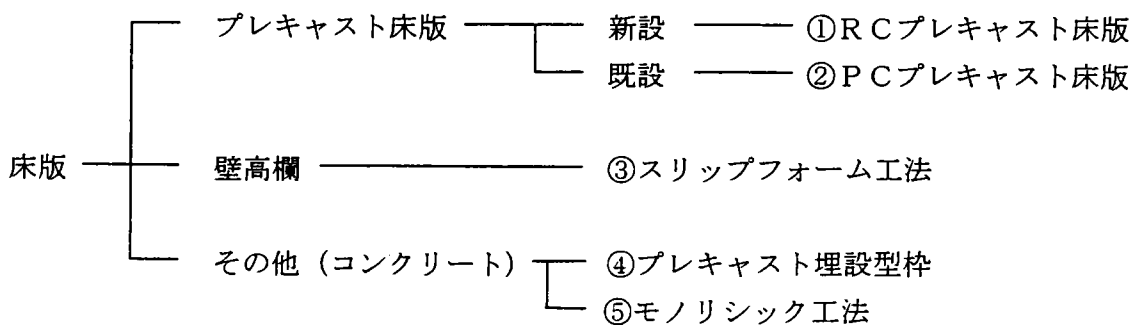 プレキャスト床版 新設 ①ＲＣプレキャスト床版
既設 ②ＰＣプレキャスト床版
床版 壁高欄 ③スリップフォーム工法
その他（コンクリート） ④プレキャスト埋設型枠
⑤モノリシック工法